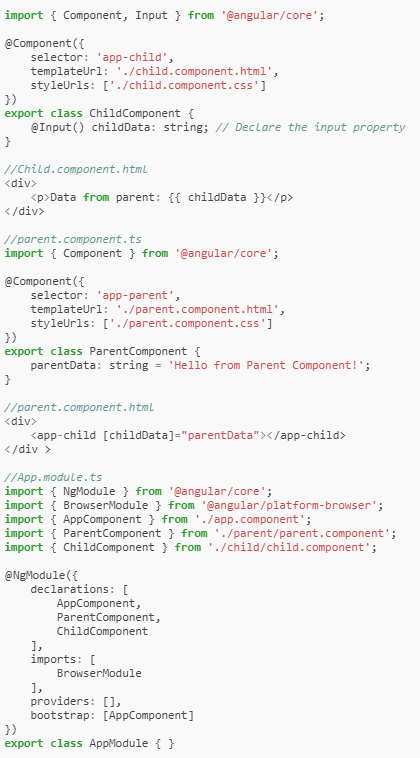 import { Component, Input } from '@angular/core';

@Component({
    selector: 'app-child',
    templateUrl: './child.component.html',
    styleUrls: ['./child.component.css']
})
export class ChildComponent {
    @Input() childData: string; // Declare the input property
}

//Child.component.html
<div>
    <p>Data from parent: {{ childData }}</p>
</div>

//parent.component.ts
import { Component } from '@angular/core';

@Component({
    selector: 'app-parent',
    templateUrl: './parent.component.html',
    styleUrls: ['./parent.component.css']
})
export class ParentComponent {
    parentData: string = 'Hello from Parent Component!';
}

//parent.component.html
<div>
    <app-child [childData]="parentData"></app-child>
</div >

//App.module.ts
import { NgModule } from '@angular/core';
import { BrowserModule } from '@angular/platform-browser';
import { AppComponent } from './app.component';
import { ParentComponent } from './parent/parent.component';
import { ChildComponent } from './child/child.component';

@NgModule({
    declarations: [
        AppComponent,
        ParentComponent,
        ChildComponent
    ],
    imports: [
        BrowserModule
    ],
    providers: [],
    bootstrap: [AppComponent]
})
export class AppModule { }